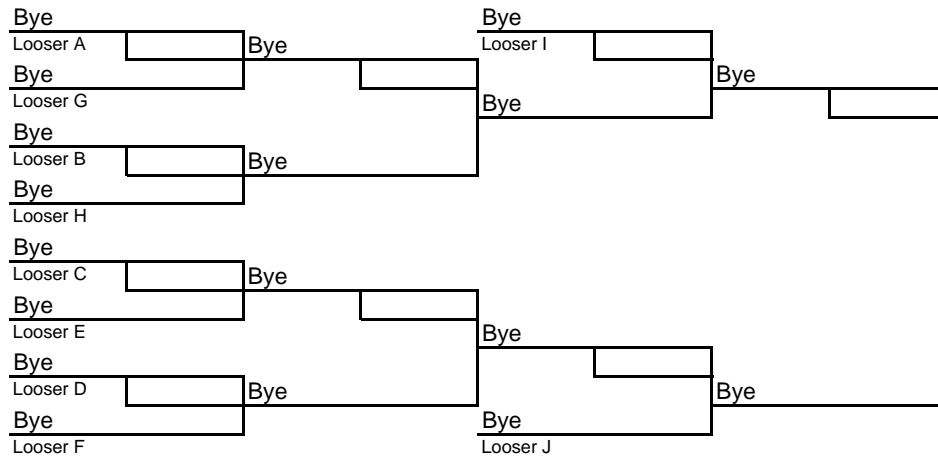 Bye
Looser A
Bye
Looser G
Bye
Looser B
Bye
Looser H
Bye
Looser C
Bye
Looser E
Bye
Looser D
Bye
Looser F
Bye
Bye
Bye
Bye
Bye
Looser I
Bye
Bye
Bye
Looser J
Bye
Bye